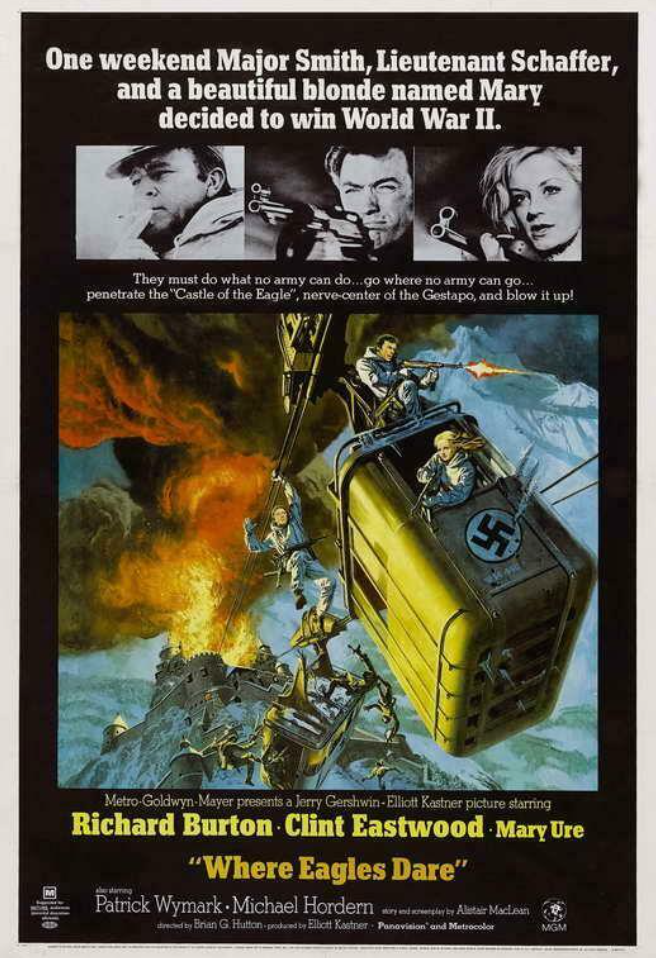 One weekend Major Smith, Lieutenant Schaffer,
and a beautiful blonde named Mary
decided to win World War II.
They must do what no army can do...go where no army can go...
penetrate the "Castle of the Eagle", nerve-center of the Gestapo, and blow it up!
Metro-Goldwyn-Mayer presents a Jerry Gershwin-Elliott Kastner picture starring
Richard Burton · Clint Eastwood · Mary Ure
"Where Eagles Dare"
also starring
Patrick Wymark · Michael Hordern story and screenplay by Alistair MacLean
directed by Brian G. Hutton · produced by Elliott Kastner · Panavision® and Metrocolor
M
Suggested for
MATURE audiences
MGM